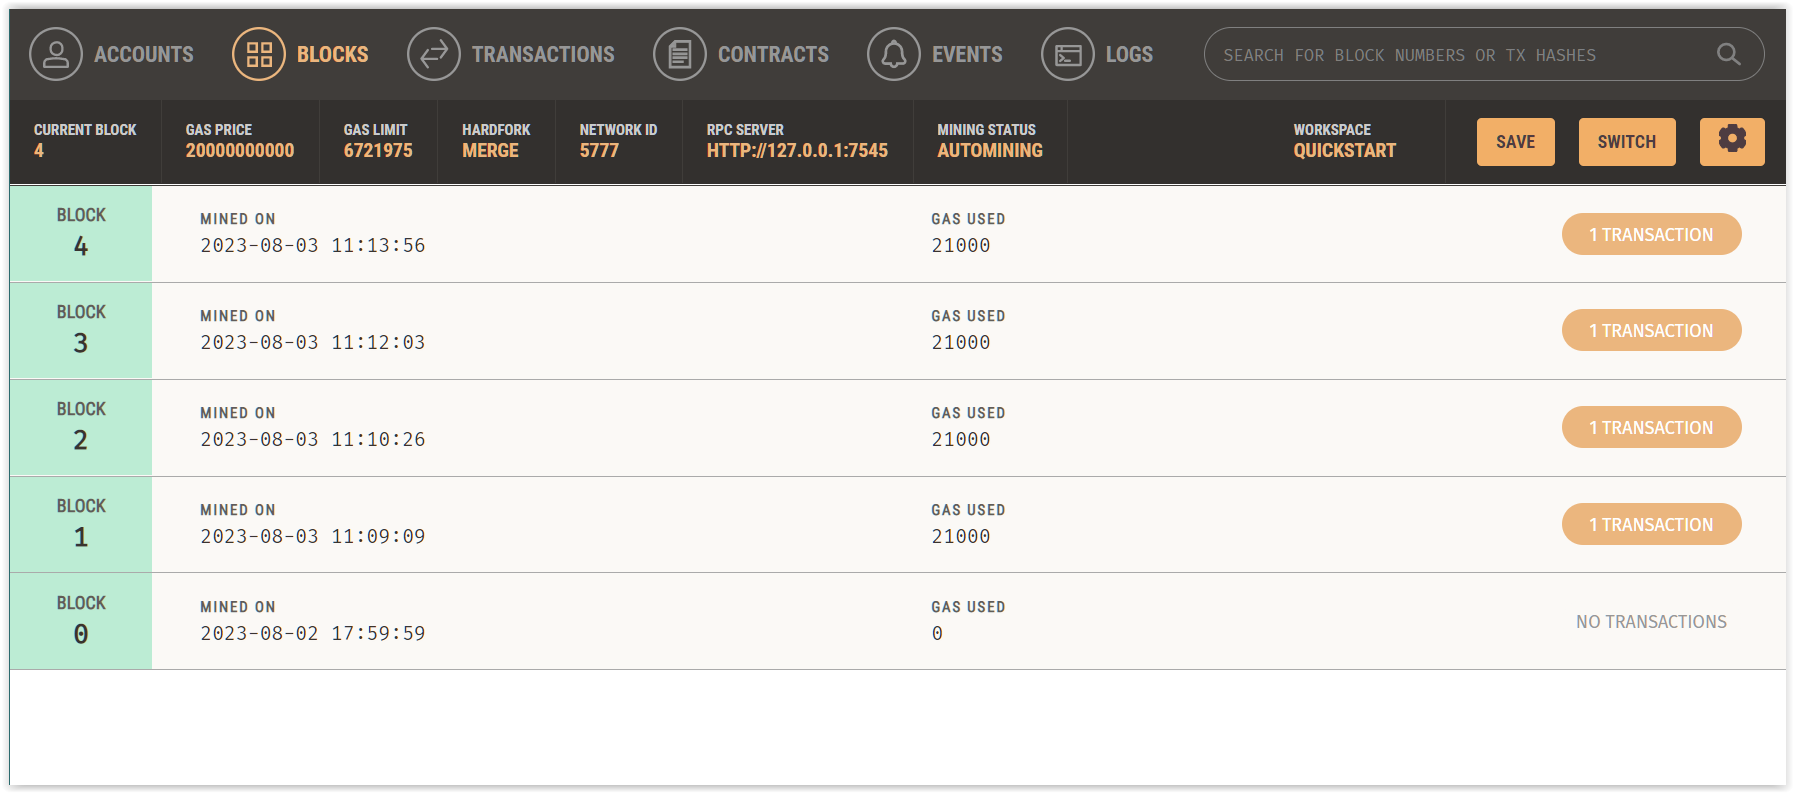 ACCOUNTS BLOCKS TRANSACTIONS CONTRACTS EVENTS LOGS SEARCH FOR BLOCK NUMBERS OR TX HASHES
CURRENT BLOCK GAS PRICE GAS LIMIT HARDFORK NETWORK ID RPC SERVER MINING STATUS WORKSPACE
4 20000000000 6721975 MERGE 5777 HTTP://127.0.0.1:7545 AUTOMINING QUICKSTART SAVE SWITCH
BLOCK MINED ON GAS USED
4 2023-08-03 11:13:56 21000 1 TRANSACTION
BLOCK MINED ON GAS USED
3 2023-08-03 11:12:03 21000 1 TRANSACTION
BLOCK MINED ON GAS USED
2 2023-08-03 11:10:26 21000 1 TRANSACTION
BLOCK MINED ON GAS USED
1 2023-08-03 11:09:09 21000 1 TRANSACTION
BLOCK MINED ON GAS USED
0 2023-08-02 17:59:59 0 NO TRANSACTIONS